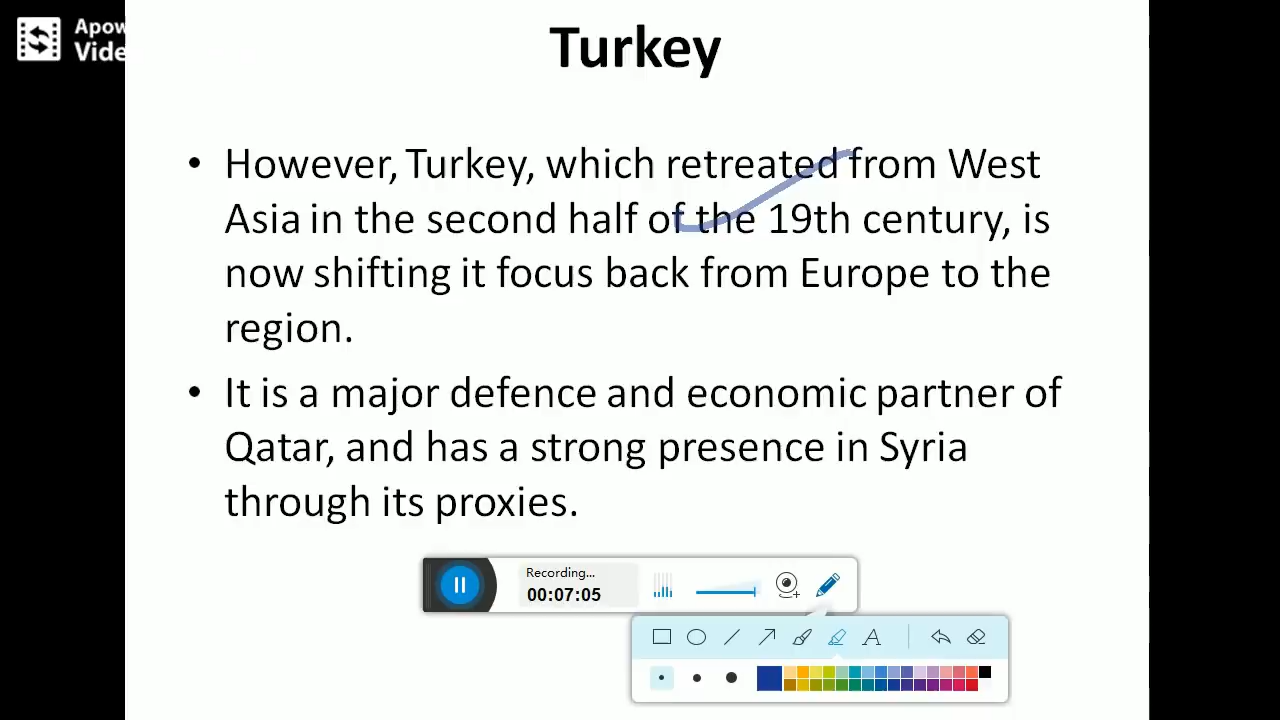 Apow
Vide
Turkey
• However, Turkey, which retreated from West
Asia in the second half of the 19th century, is
now shifting it focus back from Europe to the
region.
• It is a major defence and economic partner of
Qatar, and has a strong presence in Syria
through its proxies.
Recording...
00:07:05
A